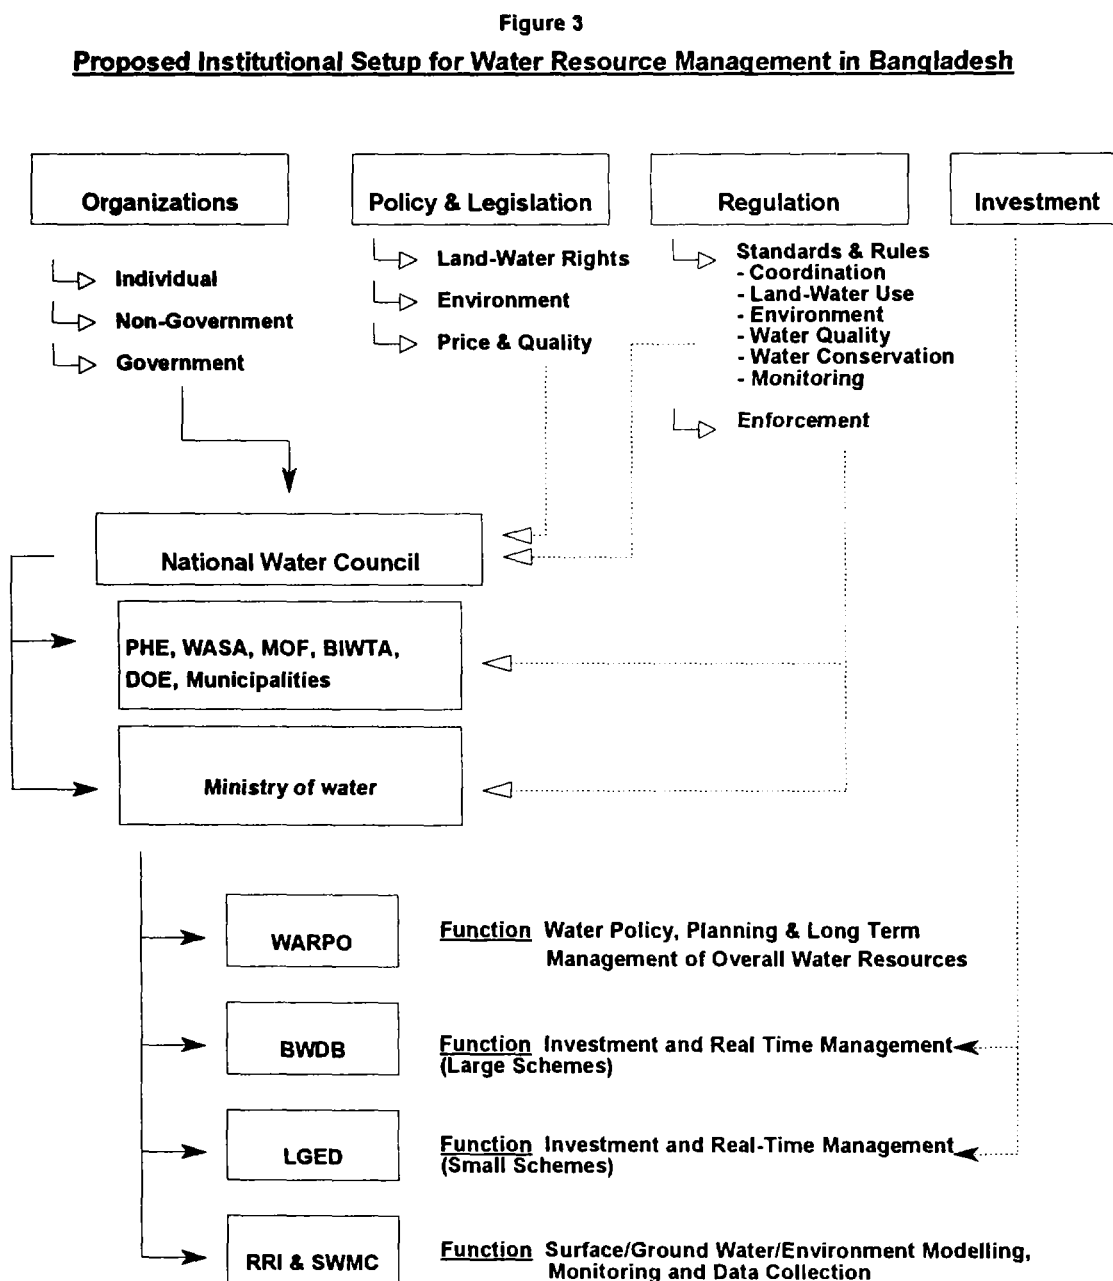 Figure 3
Proposed Institutional Setup for Water Resource Management in Bangladesh
Organizations
Policy & Legislation
Regulation
Investment
Individual
Non-Government
Government
Land-Water Rights
Environment
Price & Quality
Standards & Rules
- Coordination
- Land-Water Use
- Environment
- Water Quality
- Water Conservation
- Monitoring
Enforcement
National Water Council
PHE, WASA, MOF, BIWTA,
DOE, Municipalities
Ministry of water
WARPO
Function Water Policy, Planning & Long Term
Management of Overall Water Resources
BWDB
Function Investment and Real Time Management
(Large Schemes)
LGED
Function Investment and Real-Time Management
(Small Schemes)
RRI & SWMC
Function Surface/Ground Water/Environment Modelling,
Monitoring and Data Collection